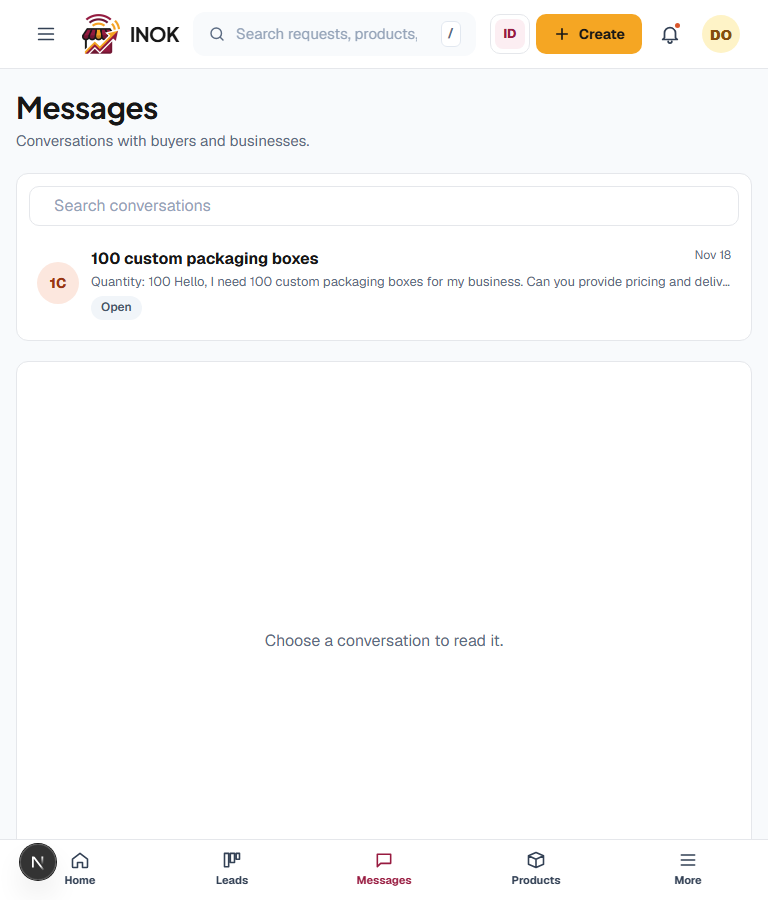 INOK
Search requests, products,
/
ID
Create
DO
Messages
Conversations with buyers and businesses.
Search conversations
1C
100 custom packaging boxes
Nov 18
Quantity: 100 Hello, I need 100 custom packaging boxes for my business. Can you provide pricing and deliv...
Open
Choose a conversation to read it.
N
Home
Leads
Messages
Products
More